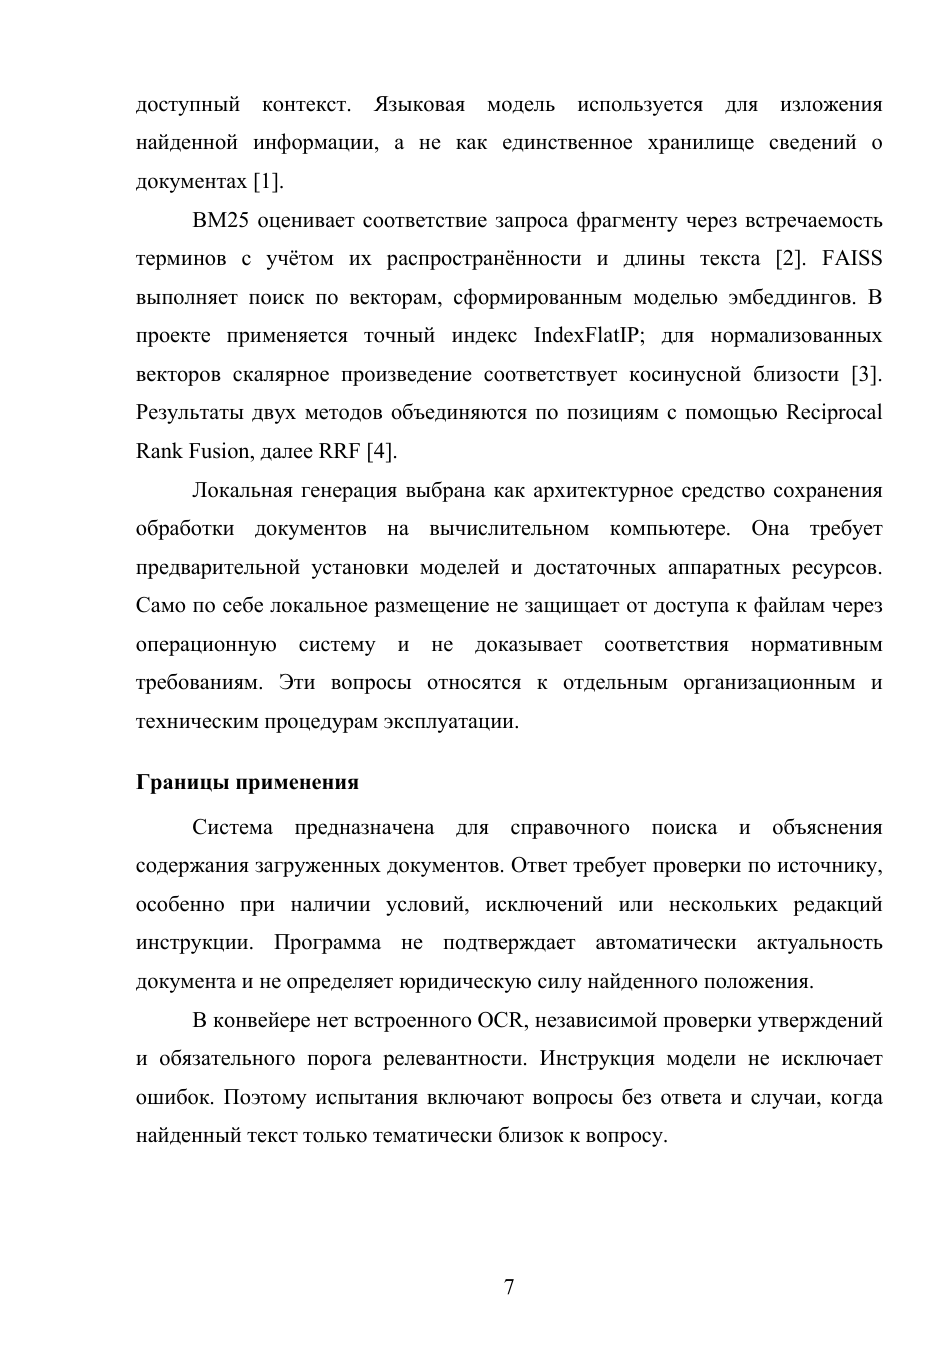 доступный контекст. Языковая модель используется для изложения
найденной информации, а не как единственное хранилище сведений о
документах [1].
BM25 оценивает соответствие запроса фрагменту через встречаемость
терминов с учётом их распространённости и длины текста [2]. FAISS
выполняет поиск по векторам, сформированным моделью эмбеддингов. В
проекте применяется точный индекс IndexFlatIP; для нормализованных
векторов скалярное произведение соответствует косинусной близости [3].
Результаты двух методов объединяются по позициям с помощью Reciprocal
Rank Fusion, далее RRF [4].
Локальная генерация выбрана как архитектурное средство сохранения
обработки документов на вычислительном компьютере. Она требует
предварительной установки моделей и достаточных аппаратных ресурсов.
Само по себе локальное размещение не защищает от доступа к файлам через
операционную систему и не доказывает соответствия нормативным
требованиям. Эти вопросы относятся к отдельным организационным и
техническим процедурам эксплуатации.
Границы применения
Система предназначена для справочного поиска и объяснения
содержания загруженных документов. Ответ требует проверки по источнику,
особенно при наличии условий, исключений или нескольких редакций
инструкции. Программа не подтверждает автоматически актуальность
документа и не определяет юридическую силу найденного положения.
В конвейере нет встроенного OCR, независимой проверки утверждений
и обязательного порога релевантности. Инструкция модели не исключает
ошибок. Поэтому испытания включают вопросы без ответа и случаи, когда
найденный текст только тематически близок к вопросу.
7